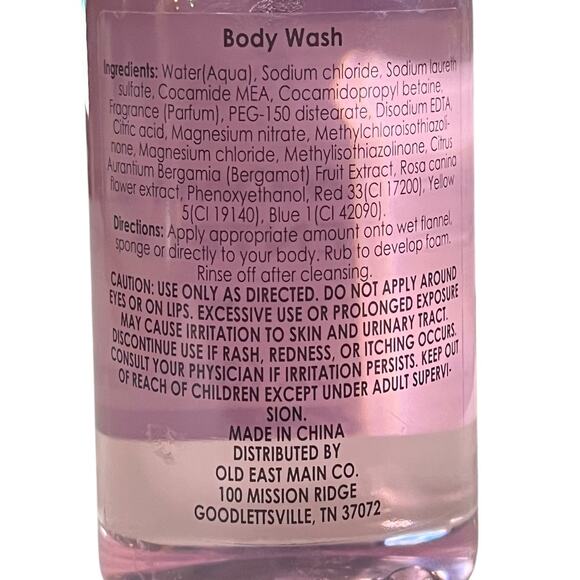 Body Wash
Ingredients: Water(Aqua), Sodium chloride, Sodium laureth
sulfate, Cocamide MEA, Cocamidopropyl betaine,
Fragrance (Parfum), PEG-150 distearate, Disodium EDTA,
Citric acid, Magnesium nitrate, Methylchloroisothiazoli-
none, Magnesium chloride, Methylisothiazolinone, Citrus
Aurantium Bergamia (Bergamot) Fruit Extract, Rosa canina
flower extract, Phenoxyethanol, Red 33(CI 17200), Yellow
5(CI 19140), Blue 1(CI 42090).
Directions: Apply appropriate amount onto wet flannel,
sponge or directly to your body. Rub to develop foam.
Rinse off after cleansing.
CAUTION: USE ONLY AS DIRECTED. DO NOT APPLY AROUND
EYES OR ON LIPS. EXCESSIVE USE OR PROLONGED EXPOSURE
MAY CAUSE IRRITATION TO SKIN AND URINARY TRACT.
DISCONTINUE USE IF RASH, REDNESS, OR ITCHING OCCURS.
CONSULT YOUR PHYSICIAN IF IRRITATION PERSISTS. KEEP OUT
OF REACH OF CHILDREN EXCEPT UNDER ADULT SUPERVI-
SION.
MADE IN CHINA
DISTRIBUTED BY
OLD EAST MAIN CO.
100 MISSION RIDGE
GOODLETTSVILLE, TN 37072